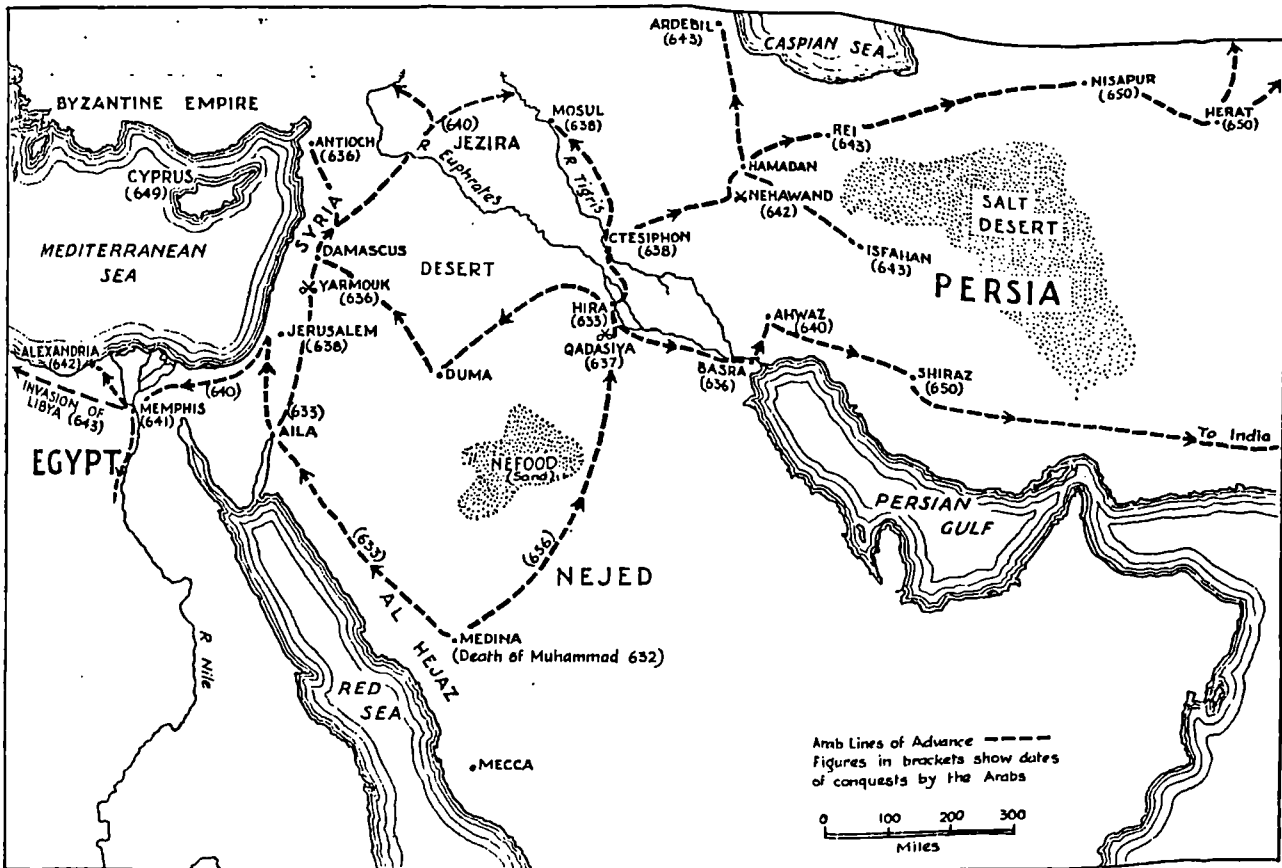 ARDEBIL
(643)
CASPIAN SEA
NISAPUR
(650)
HERAT
(650)
BYZANTINE EMPIRE
ANTIOCH
(636)
(640)
JEZIRA
MOSUL
(638)
REI
(643)
CYPRUS
(649)
R Euphrates
R Tigris
HAMADAN
NEHAWAND
(642)
SALT
DESERT
SYRIA
MEDITERRANEAN
SEA
DAMASCUS
DESERT
CTESIPHON
(638)
ISFAHAN
(643)
PERSIA
YARMOUK
(636)
HIRA
(633)
AHWAZ
(640)
JERUSALEM
(638)
QADASIYA
(637)
ALEXANDRIA
(642)
DUMA
BASRA
(636)
SHIRAZ
(650)
INVASION OF
LIBYA (643)
(640)
MEMPHIS
(641)
(633)
AILA
To India
EGYPT
NEFOOD
(Sand)
PERSIAN
GULF
(633)
(636)
NEJED
AL
HEJAZ
MEDINA
(Death of Muhammad 632)
R Nile
RED
SEA
MECCA
Arab Lines of Advance
Figures in brackets show dates
of conquests by the Arabs
0 100 200 300
Miles